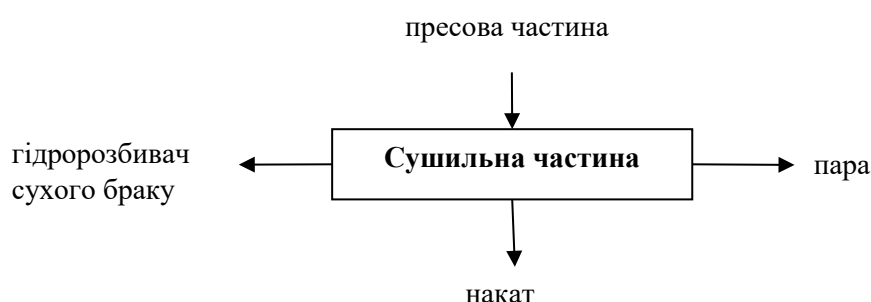 пресова частина
гідророзбивач
сухого браку
Сушильна частина
пара
накат